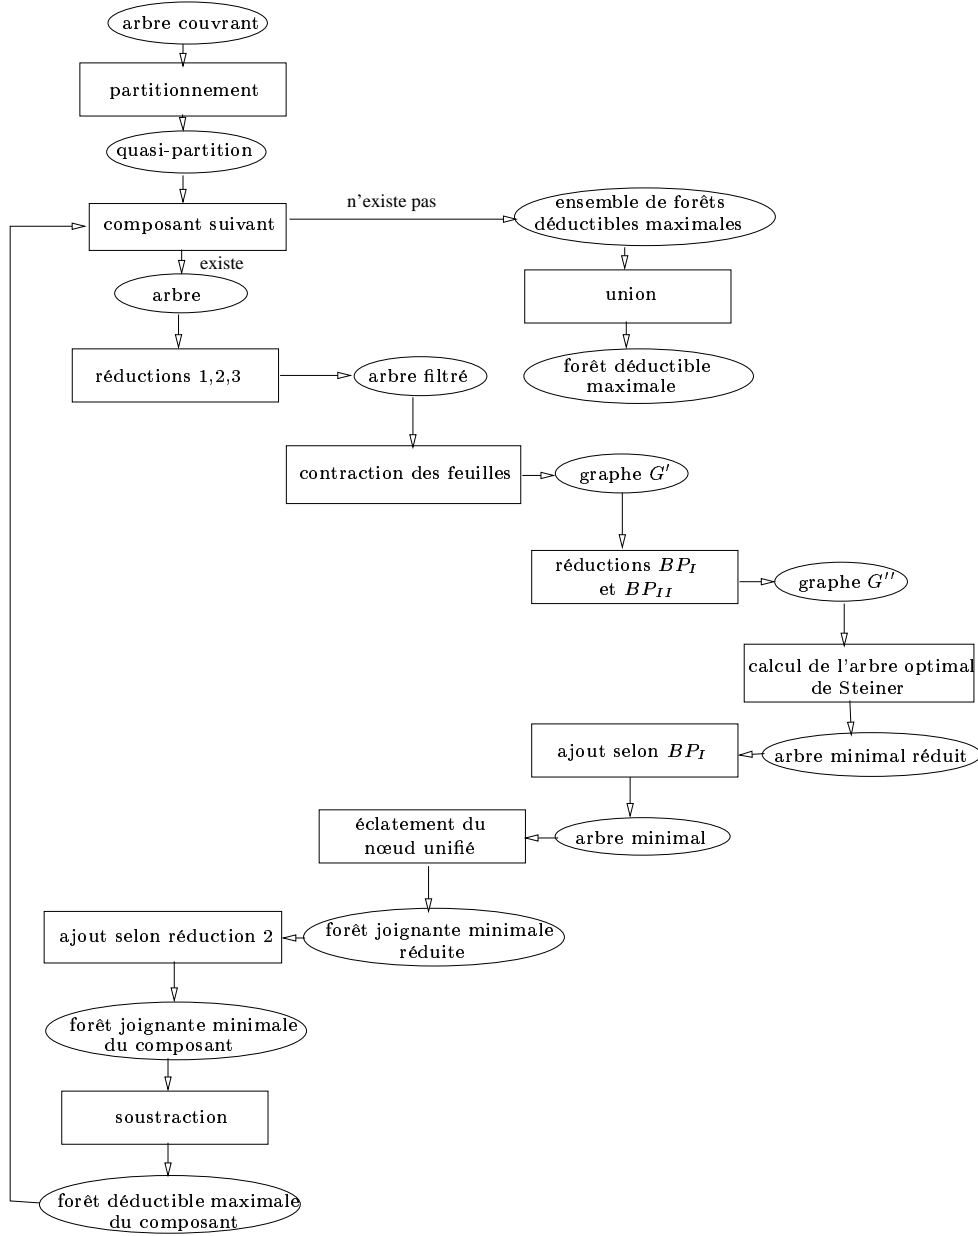 arbre couvrant
partitionnement
quasi-partition
n'existe pas
ensemble de forêts
déductibles maximales
composant suivant
existe
arbre
union
réductions 1,2,3
arbre filtré
forêt déductible
maximale
contraction des feuilles
graphe G′
réductions BP_I
et BP_II
graphe G′′
calcul de l'arbre optimal
de Steiner
ajout selon BP_I
arbre minimal réduit
éclatement du
nœud unifié
arbre minimal
ajout selon réduction 2
forêt joignante minimale
réduite
forêt joignante minimale
du composant
soustraction
forêt déductible maximale
du composant